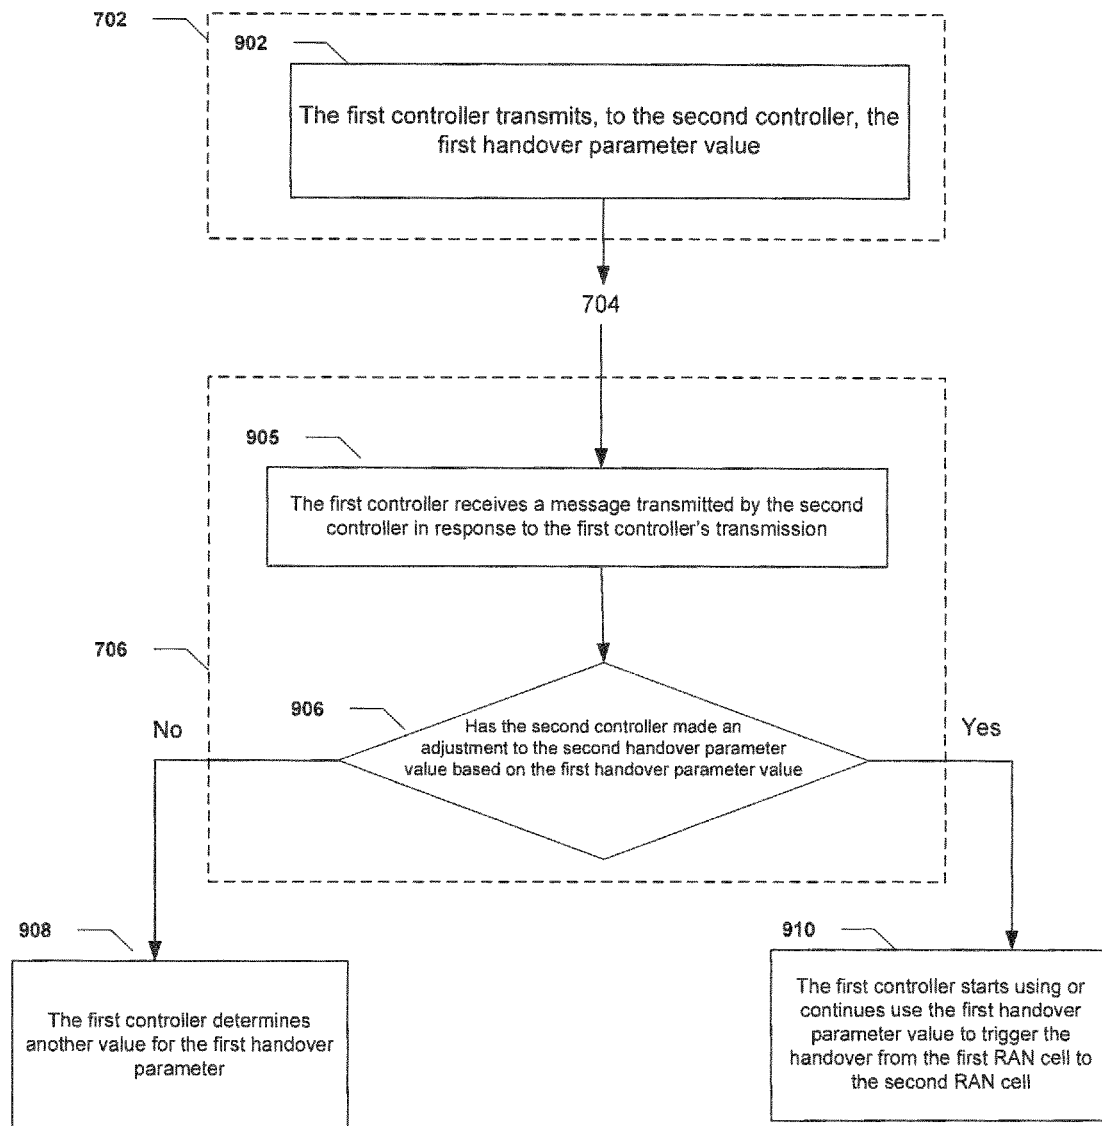 702
902
The first controller transmits, to the second controller, the
first handover parameter value
704
905
The first controller receives a message transmitted by the second
controller in response to the first controller's transmission
706
906
Has the second controller made an
adjustment to the second handover parameter
value based on the first handover parameter value
No
Yes
908
The first controller determines
another value for the first handover
parameter
910
The first controller starts using or
continues use the first handover
parameter value to trigger the
handover from the first RAN cell to
the second RAN cell